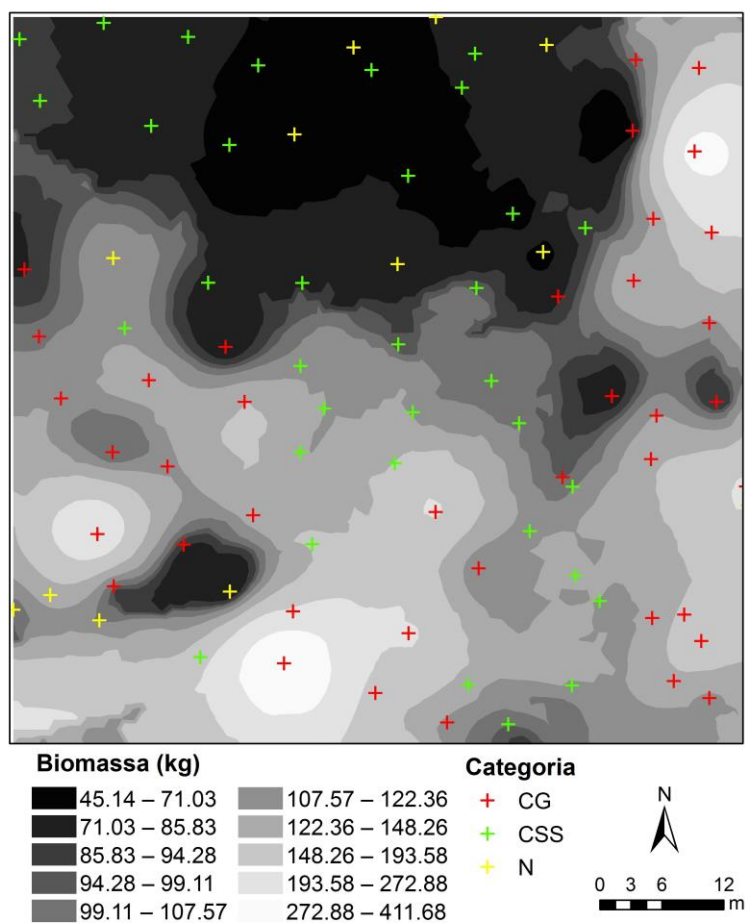 Biomassa (kg)
45.14 – 71.03
71.03 – 85.83
85.83 – 94.28
94.28 – 99.11
99.11 – 107.57
107.57 – 122.36
122.36 – 148.26
148.26 – 193.58
193.58 – 272.88
272.88 – 411.68
Categoria
CG
CSS
N
N
0 3 6 12
m